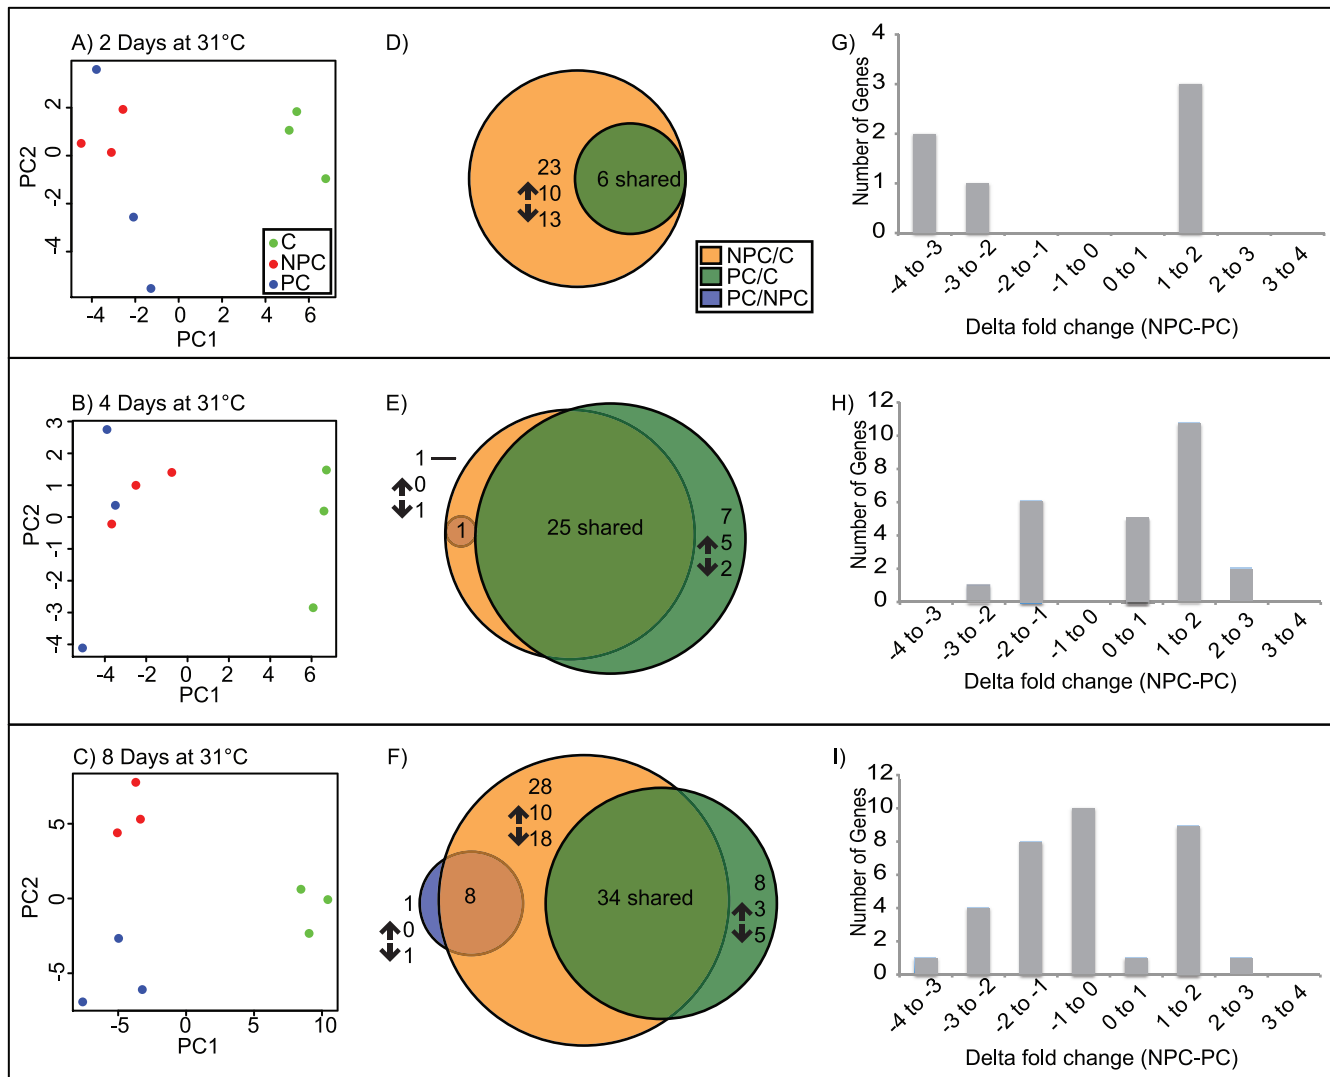 A) 2 Days at 31°C
PC2
2
0
-2
-4
-4 -2 0 2 4 6
PC1
C
NPC
PC
D)
23
10
13
6 shared
NPC/C
PC/C
PC/NPC
G)
Number of Genes
4
3
2
1
0
-4 to -3
-3 to -2
-2 to -1
-1 to 0
0 to 1
1 to 2
2 to 3
3 to 4
Delta fold change (NPC-PC)
B) 4 Days at 31°C
PC2
3
2
1
0
-1
-2
-3
-4
-4 -2 0 2 4 6
PC1
E)
1
0
1
1
25 shared
7
5
2
H)
Number of Genes
12
10
8
6
4
2
0
-4 to -3
-3 to -2
-2 to -1
-1 to 0
0 to 1
1 to 2
2 to 3
3 to 4
Delta fold change (NPC-PC)
C) 8 Days at 31°C
PC2
5
0
-5
-5 0 5 10
PC1
F)
28
10
18
1
0
1
8
34 shared
8
3
5
I)
Number of Genes
12
10
8
6
4
2
0
-4 to -3
-3 to -2
-2 to -1
-1 to 0
0 to 1
1 to 2
2 to 3
3 to 4
Delta fold change (NPC-PC)